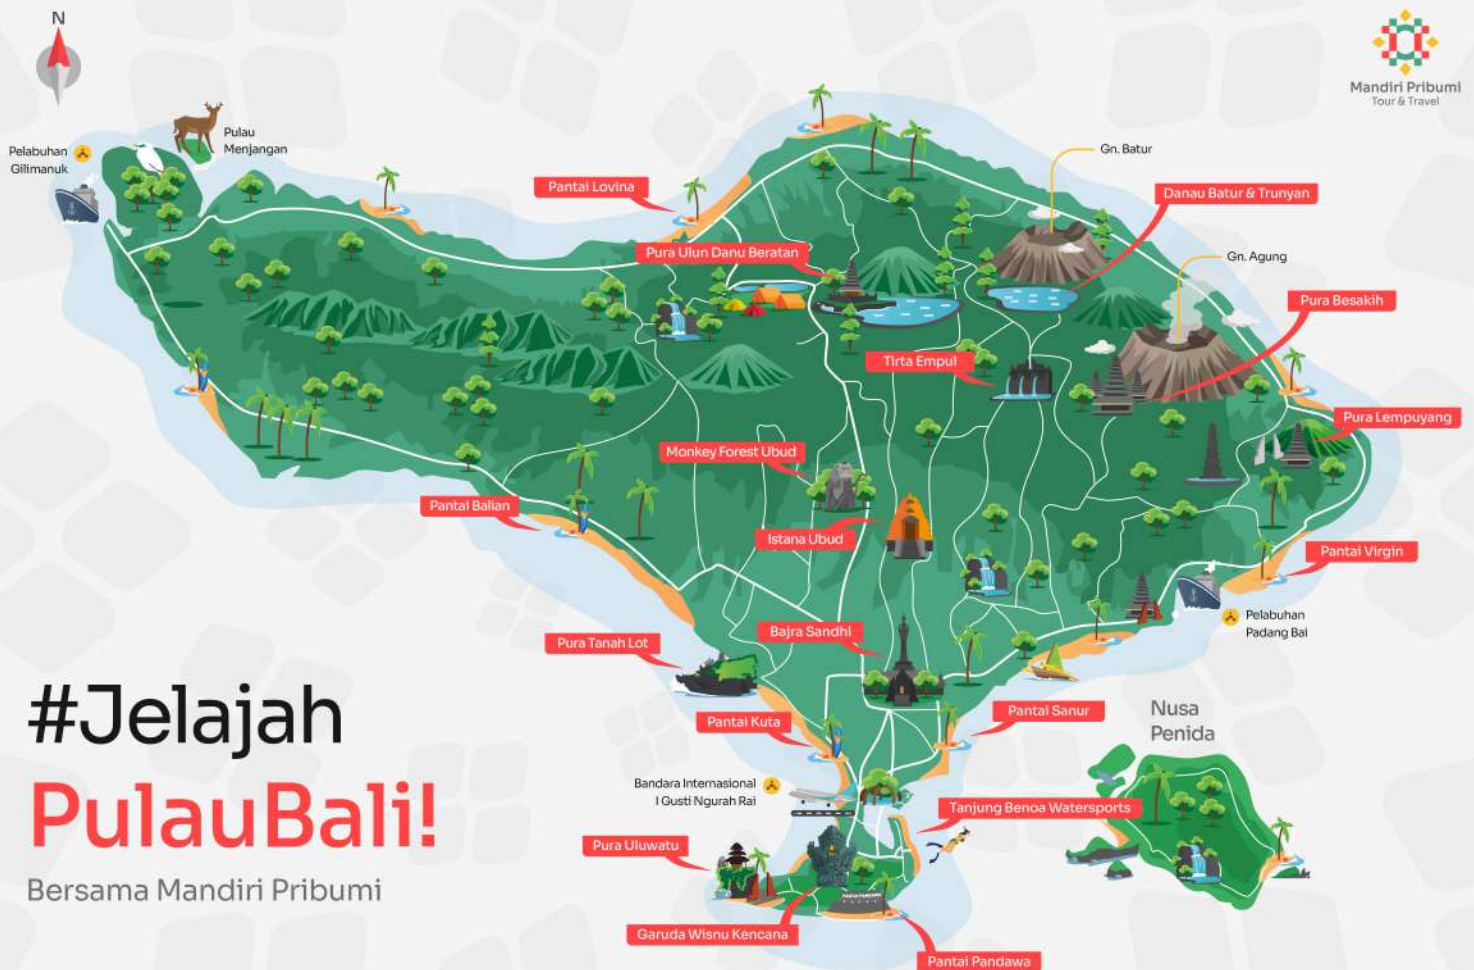 N
Mandiri Pribumi
Tour & Travel
Pelabuhan
Gilimanuk
Pulau
Menjangan
Gn. Batur
Pantai Lovina
Danau Batur & Trunyan
Pura Ulun Danu Beratan
Gn. Agung
Pura Besakih
Tirta Empul
Pura Lempuyang
Monkey Forest Ubud
Pantai Balian
Istana Ubud
Pantai Virgin
Pelabuhan
Padang Bai
Pura Tanah Lot
Bajra Sandhi
Pantai Kuta
Pantai Sanur
Nusa
Penida
#Jelajah
PulauBali!
Bersama Mandiri Pribumi
Bandara Internasional
I Gusti Ngurah Rai
Tanjung Benoa Watersports
Pura Uluwatu
Garuda Wisnu Kencana
Pantai Pandawa